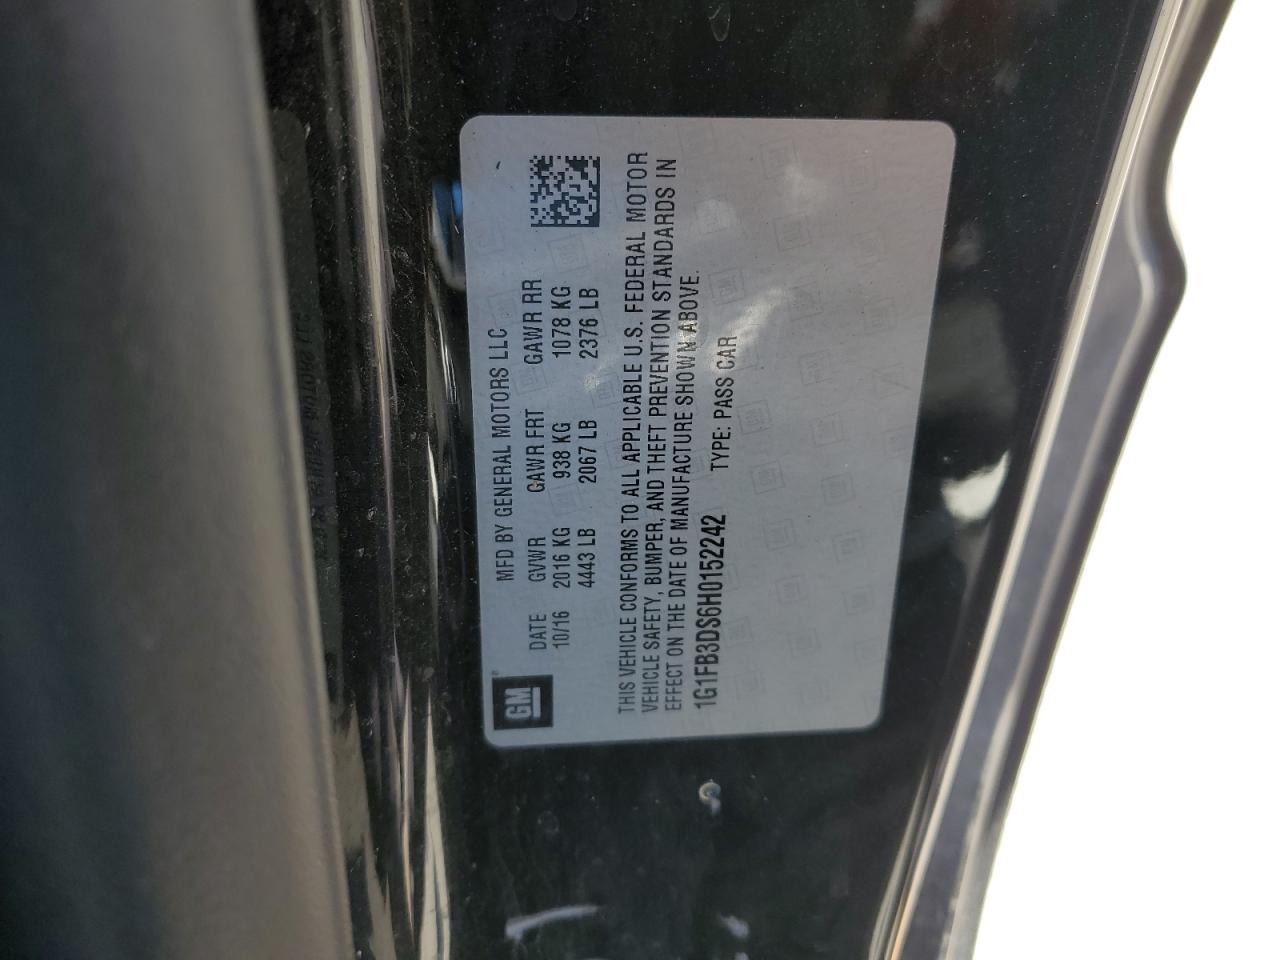 GM
MFD BY GENERAL MOTORS LLC
DATE GVWR GAWR FRT GAWR RR
10/16 2016 KG 938 KG 1078 KG
4443 LB 2067 LB 2376 LB
THIS VEHICLE CONFORMS TO ALL APPLICABLE U.S. FEDERAL MOTOR
VEHICLE SAFETY, BUMPER, AND THEFT PREVENTION STANDARDS IN
EFFECT ON THE DATE OF MANUFACTURE SHOWN ABOVE.
1G1FB3DS6H0152242 TYPE: PASS CAR